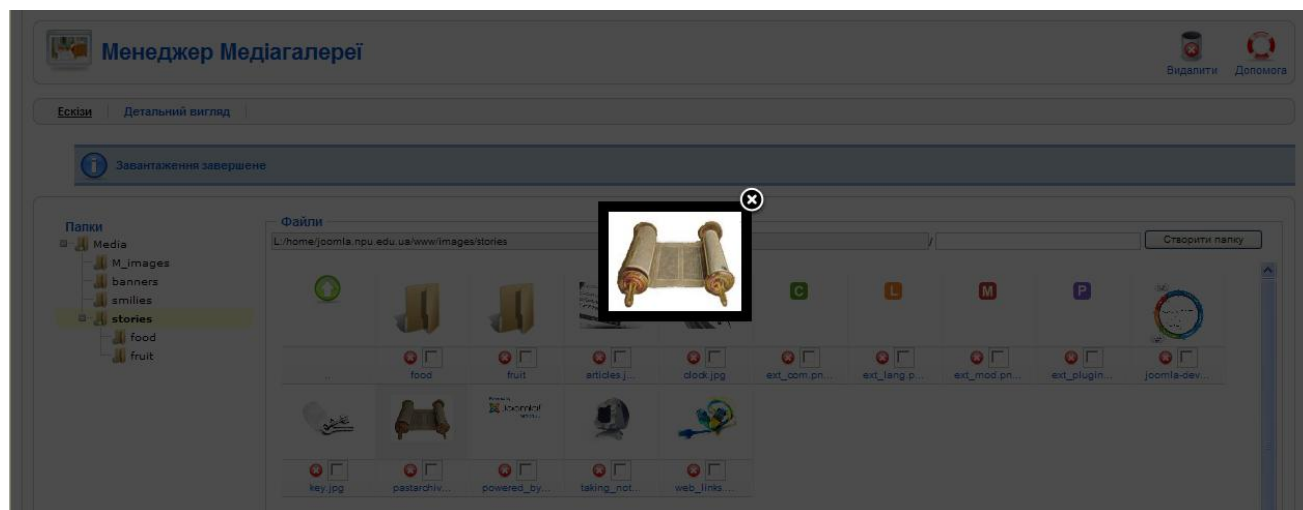 Менеджер Медіагалереї
Видалити Допомога
Ескізи Детальний вигляд
Завантаження завершене
Папки
Media
M_images
banners
smilies
stories
food
fruit
Файли
L:/home/joomla.npu.edu.ua/www/images/stories / Створити папку
C L M P
.. food fruit articles.j... clock.jpg ext_com.pn... ext_lang.p... ext_mod.pn... ext_plugin... joomla-dev...
Joomla!
key.jpg pastarchiv... powered_by... taking_not... web_links....